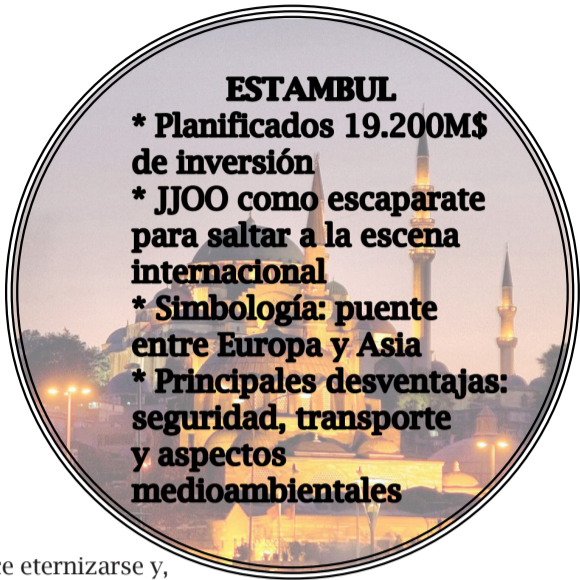 ESTAMBUL
* Planificados 19.200M$
de inversión
* JJOO como escaparate
para saltar a la escena
internacional
* Simbología: puente
entre Europa y Asia
* Principales desventajas:
seguridad, transporte
y aspectos
medioambientales
eternizarse y,